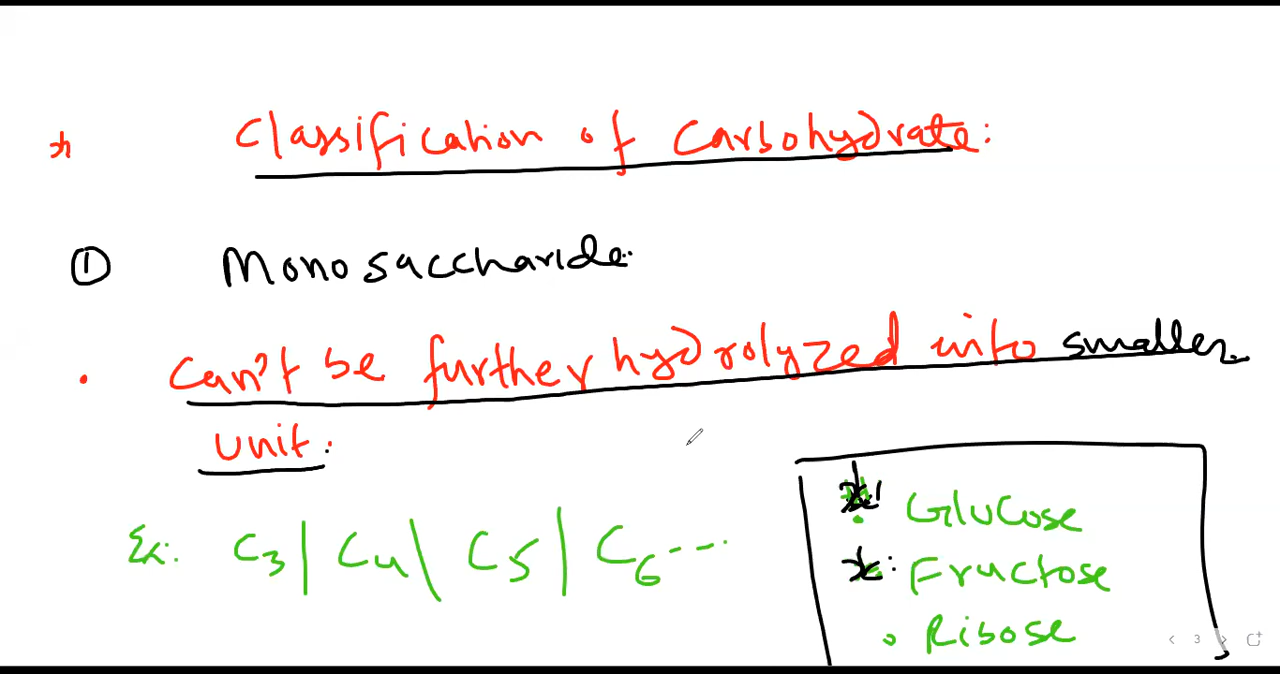 * Classification of Carbohydrate:
① Monosaccharide:
• Can't be further hydrolyzed into smaller
unit:
Ex: C3 | C4 | C5 | C6 ---
* Glucose
* : Fructose
• Ribose
< 3 >